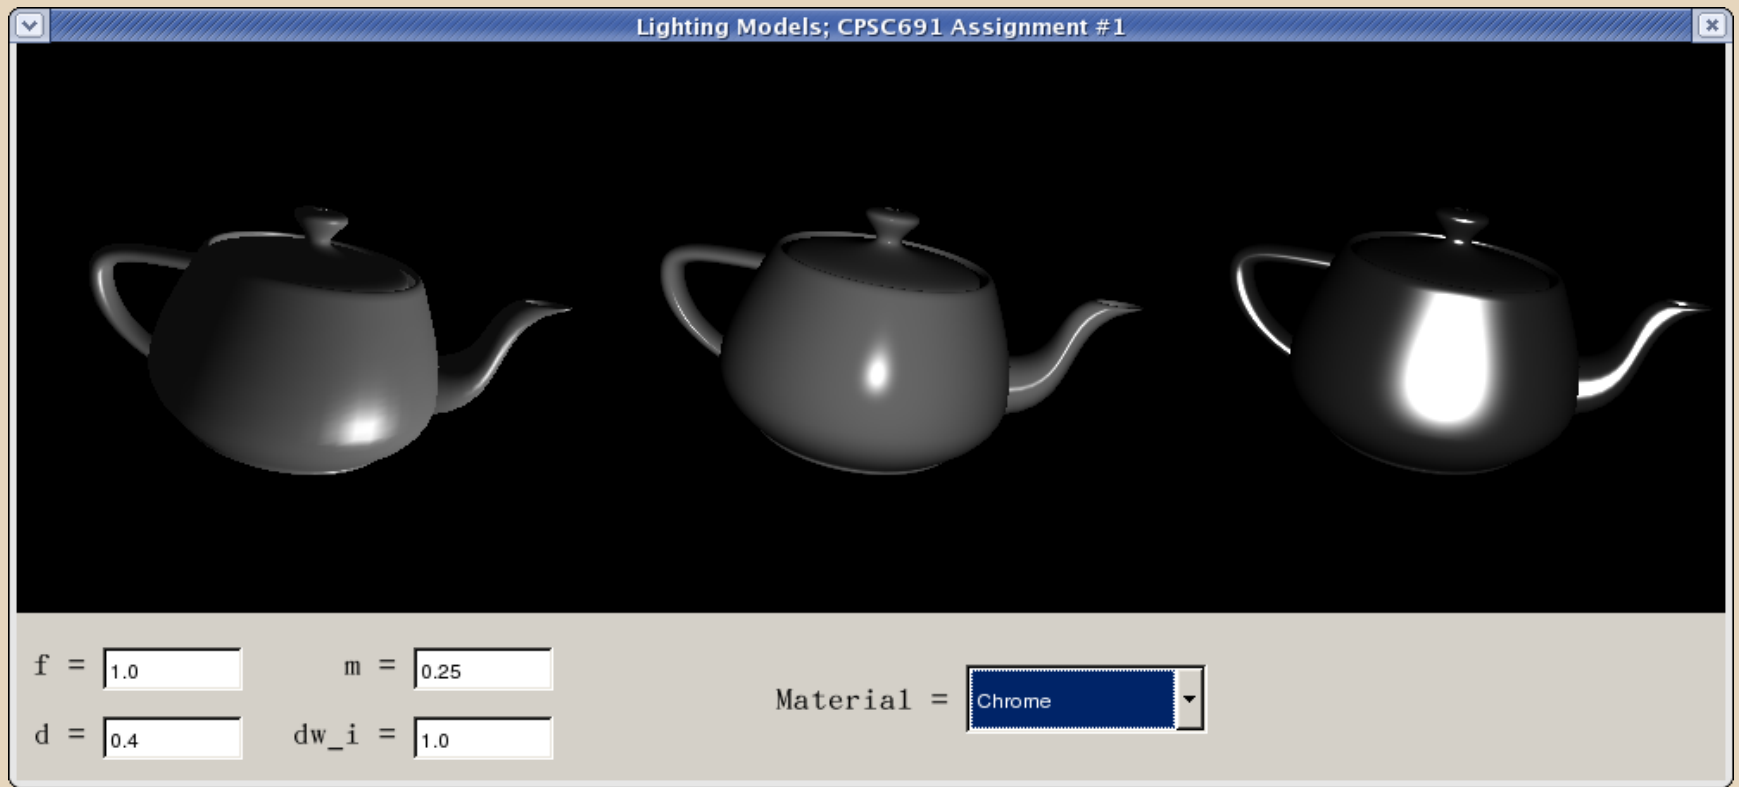 Lighting Models; CPSC691 Assignment #1
f = 1.0 m = 0.25
Material = Chrome
d = 0.4 dw_i = 1.0